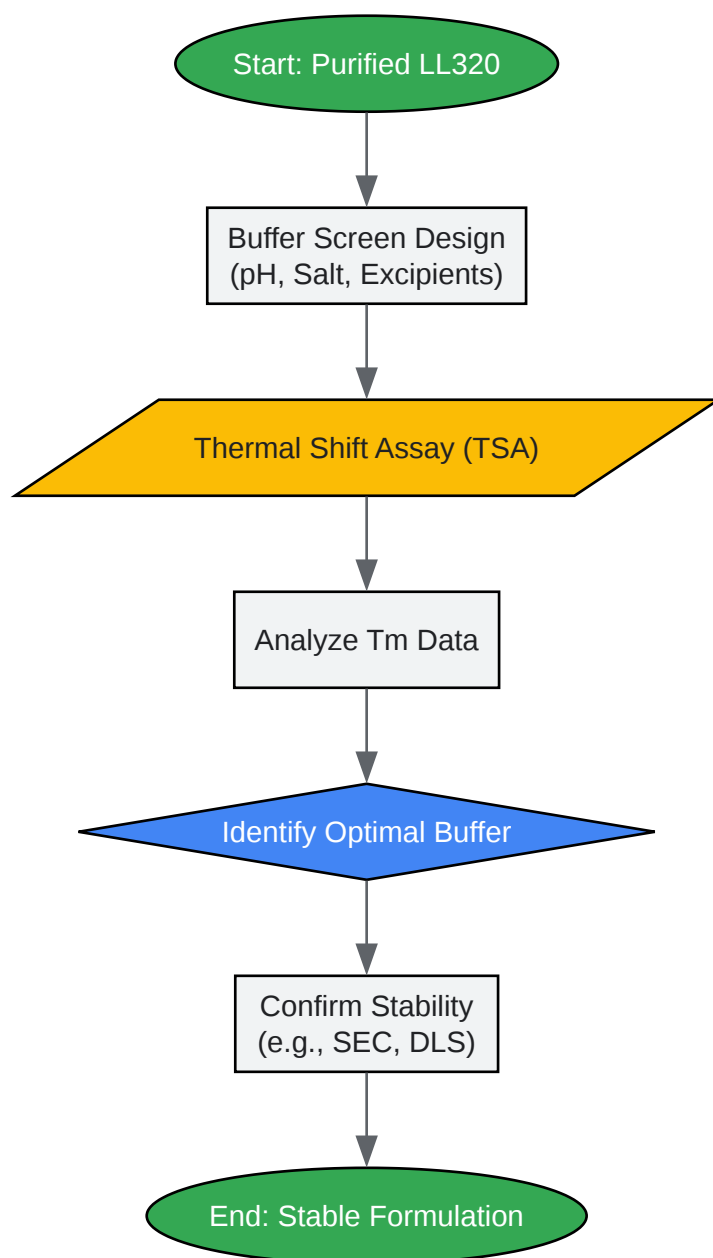 Start: Purified LL320
Buffer Screen Design
(pH, Salt, Excipients)
Thermal Shift Assay (TSA)
Analyze Tm Data
Identify Optimal Buffer
Confirm Stability
(e.g., SEC, DLS)
End: Stable Formulation